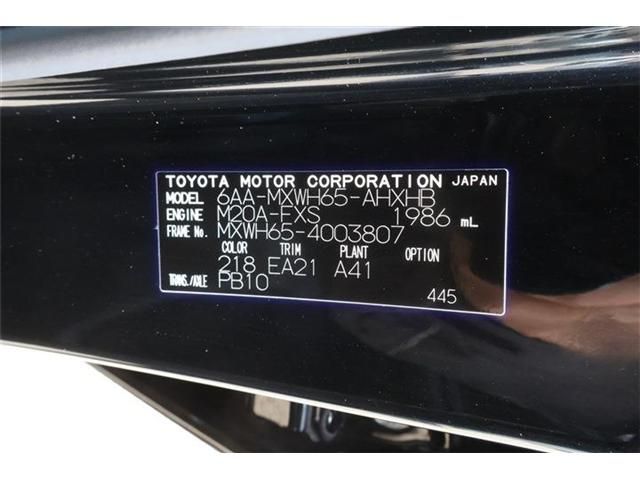 TOYOTA MOTOR CORPORATION JAPAN
MODEL 6AA-MXWH65-AHXHB
ENGINE M20A-FXS 1986 mL
FRAME No. MXWH65-4003807
COLOR TRIM PLANT OPTION
218 EA21 A41
TRANS./AXLE PB10
445